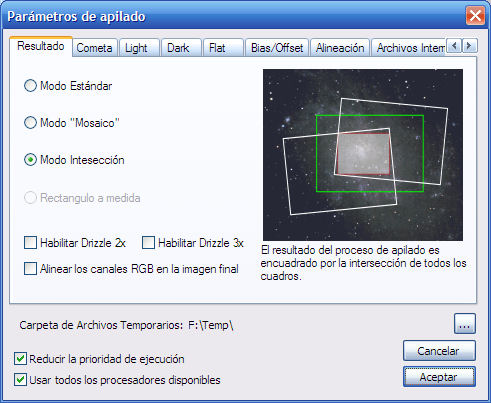 Parámetros de apilado
Resultado Cometa Light Dark Flat Bias/Offset Alineación Archivos Interm
Modo Estándar
Modo "Mosaico"
Modo Intesección
Rectangulo a medida
Habilitar Drizzle 2x Habilitar Drizzle 3x
Alinear los canales RGB en la imagen final
El resultado del proceso de apilado es
encuadrado por la intersección de todos los
cuadros.
Carpeta de Archivos Temporarios: F:\Temp\
...
Reducir la prioridad de ejecución
Cancelar
Usar todos los procesadores disponibles
Aceptar